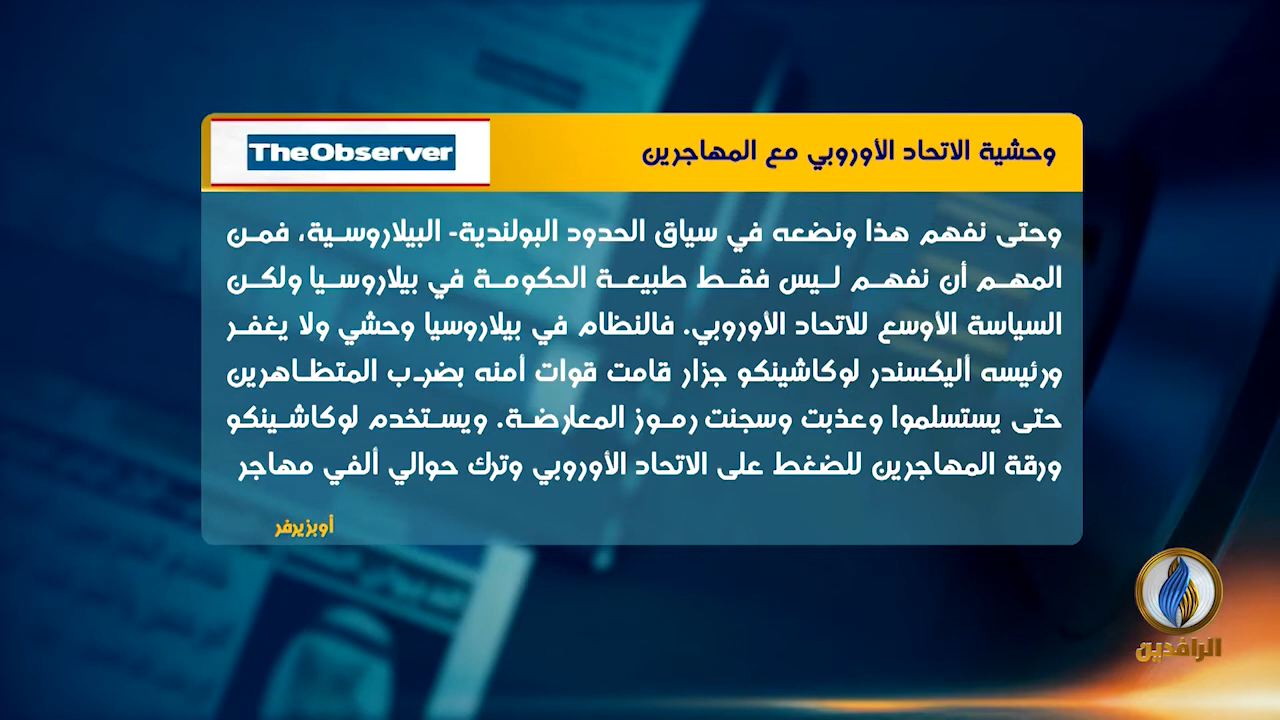 TheObserver
وحشية الاتحاد الأوروبي مع المهاجرين
وحتى نفهم هذا ونضعه في سياق الحدود البولندية- البيلاروسية، فمن
المهم أن نفهم ليس فقط طبيعة الحكومة في بيلاروسيا ولكن
السياسة الأوسع للاتحاد الأوروبي. فالنظام في بيلاروسيا وحشي ولا يغفر
ورئيسه أليكسندر لوكاشينكو جزار قامت قوات أمنه بضرب المتظاهرين
حتى يستسلموا وعذبت وسجنت رموز المعارضة. ويستخدم لوكاشينكو
ورقة المهاجرين للضغط على الاتحاد الأوروبي وترك حوالي ألفي مهاجر
أوبزيرفر
الرافدين